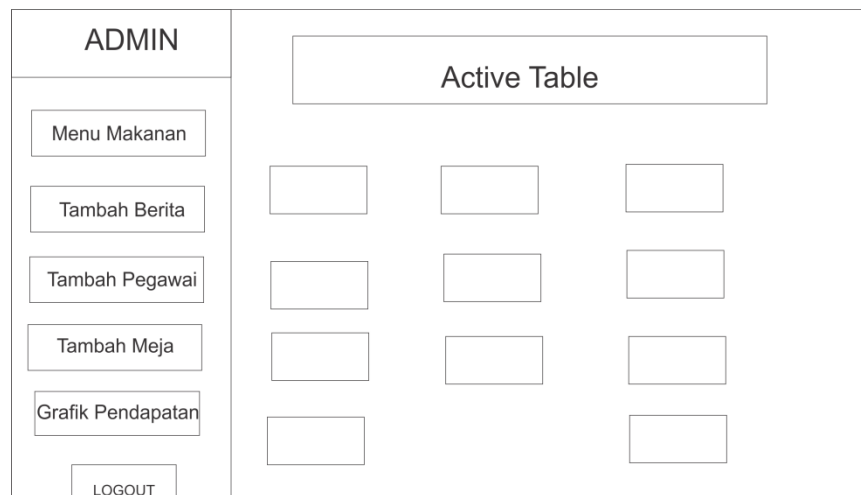 ADMIN
Active Table
Menu Makanan
Tambah Berita
Tambah Pegawai
Tambah Meja
Grafik Pendapatan
LOGOUT